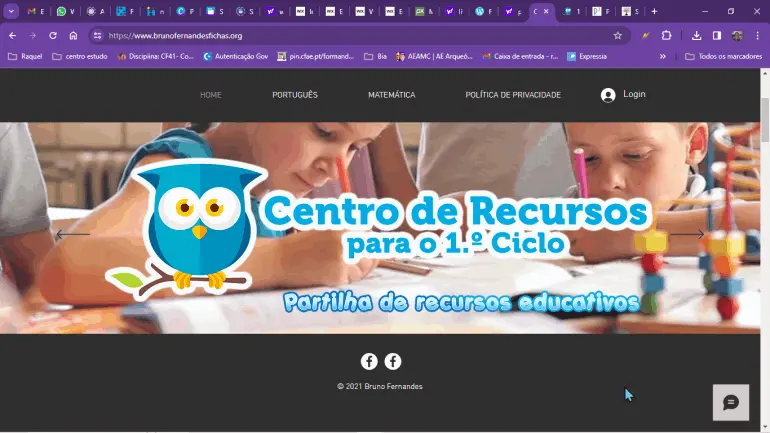 https://www.brunofernandesfichas.org
Raquel
centro estudo
Disciplina: CF41- Co...
Autenticação Gov
pin.cfae.pt/formand...
Bia
AEAMC | AE Arqueó...
Caixa de entrada - r...
Expressia
Todos os marcadores
HOME
PORTUGUÊS
MATEMÁTICA
POLÍTICA DE PRIVACIDADE
Login
Centro de Recursos
para o 1.º Ciclo
Partilha de recursos educativos
© 2021 Bruno Fernandes